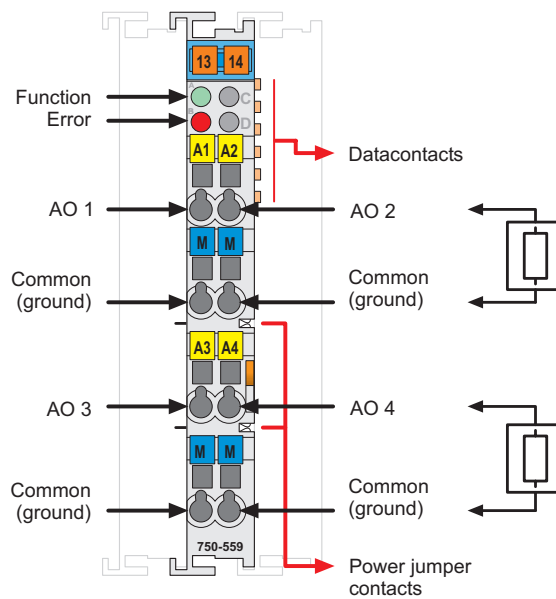 13 14
A
Function
C
B
Error
D
A1 A2
Datacontacts
AO 1
AO 2
M M
Common
(ground)
Common
(ground)
A3 A4
AO 3
AO 4
M M
Common
(ground)
Common
(ground)
750-559
Power jumper
contacts